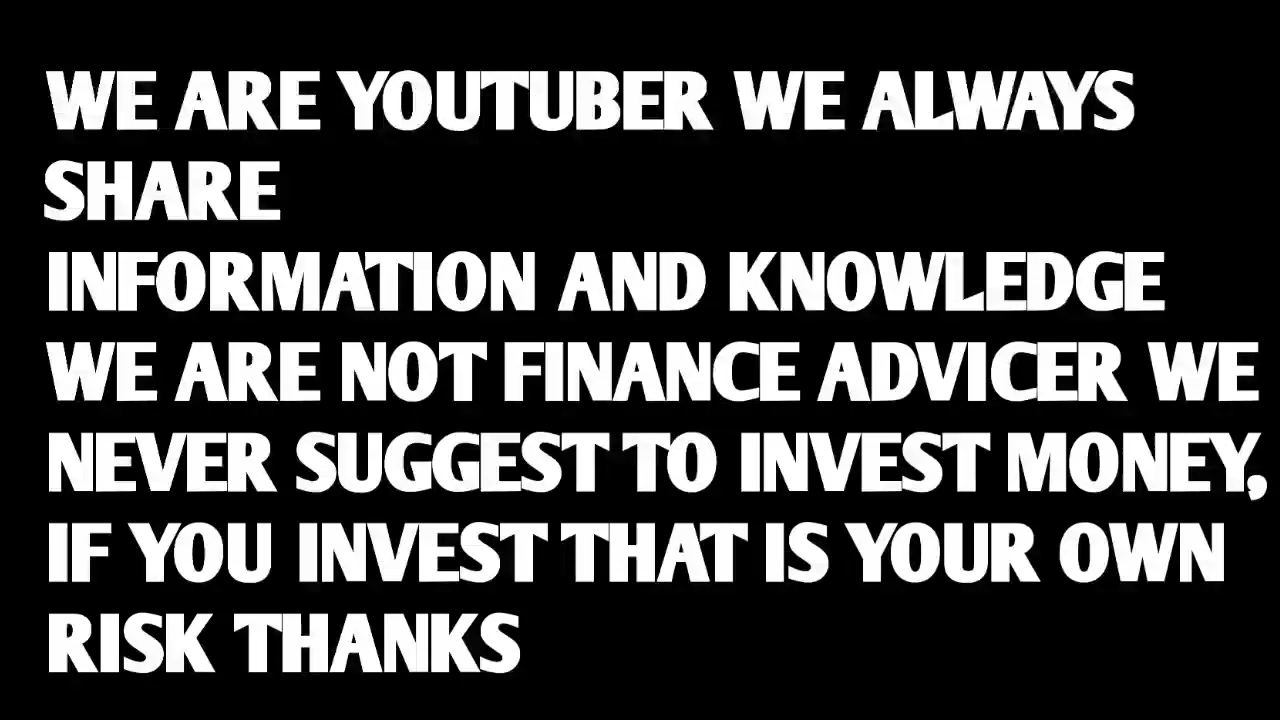 WE ARE YOUTUBER WE ALWAYS
SHARE
INFORMATION AND KNOWLEDGE
WE ARE NOT FINANCE ADVICER WE
NEVER SUGGEST TO INVEST MONEY,
IF YOU INVEST THAT IS YOUR OWN
RISK THANKS